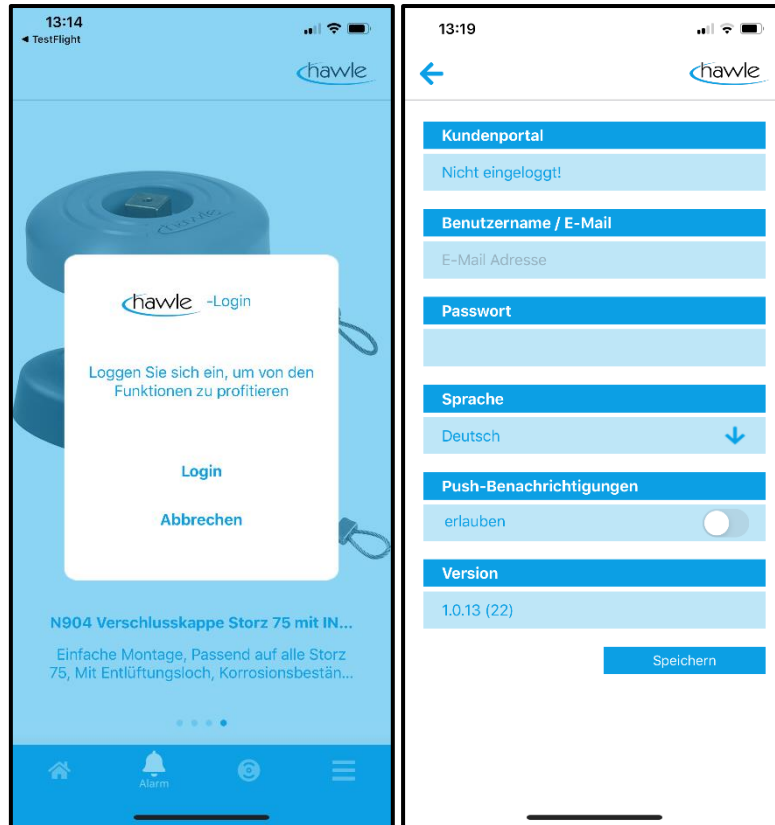 13:14
TestFlight
hawle
hawle
hawle -Login
Loggen Sie sich ein, um von den
Funktionen zu profitieren
Login
Abbrechen
N904 Verschlusskappe Storz 75 mit IN...
Einfache Montage, Passend auf alle Storz
75, Mit Entlüftungsloch, Korrosionsbestän...
Alarm
13:19
hawle
Kundenportal
Nicht eingeloggt!
Benutzername / E-Mail
E-Mail Adresse
Passwort
Sprache
Deutsch
Push-Benachrichtigungen
erlauben
Version
1.0.13 (22)
Speichern